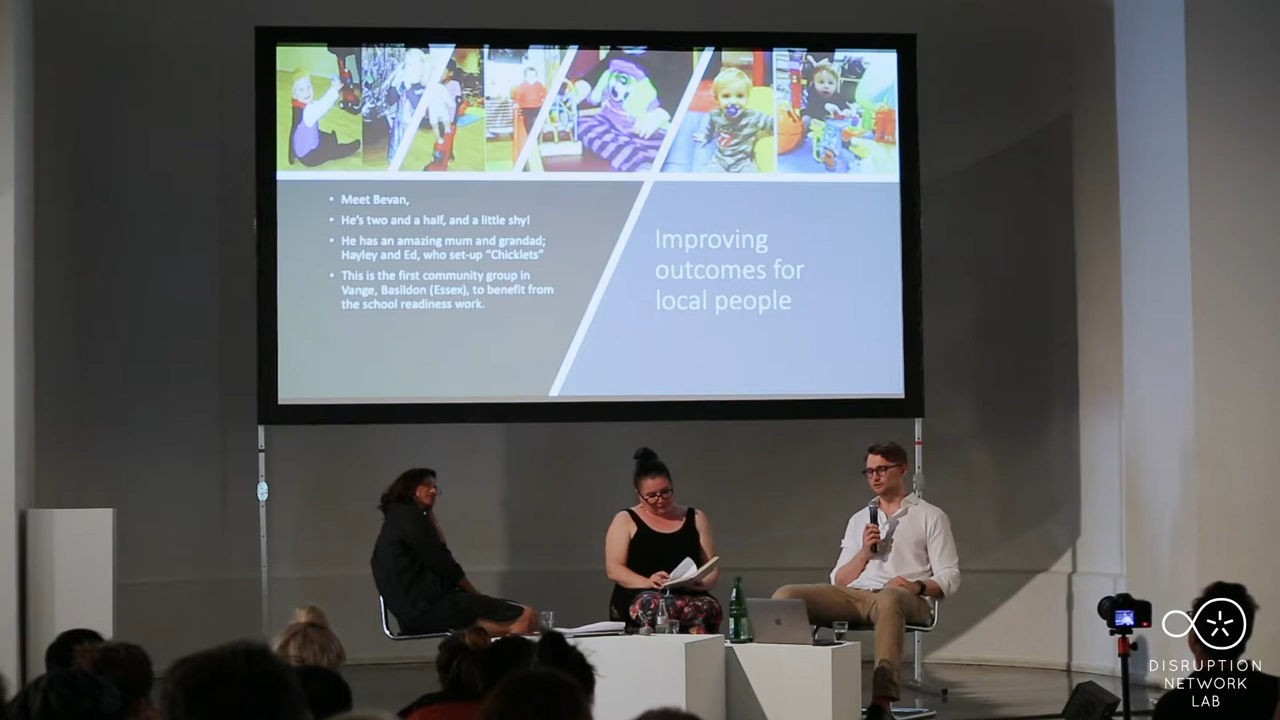 Meet Bevan,
He's two and a half, and a little shy!
He has an amazing mum and grandad;
Hayley and Ed, who set-up "Chicklets"
This is the first community group in
Vange, Basildon (Essex), to benefit from
the school readiness work.
Improving
outcomes for
local people
DISRUPTION
NETWORK
LAB